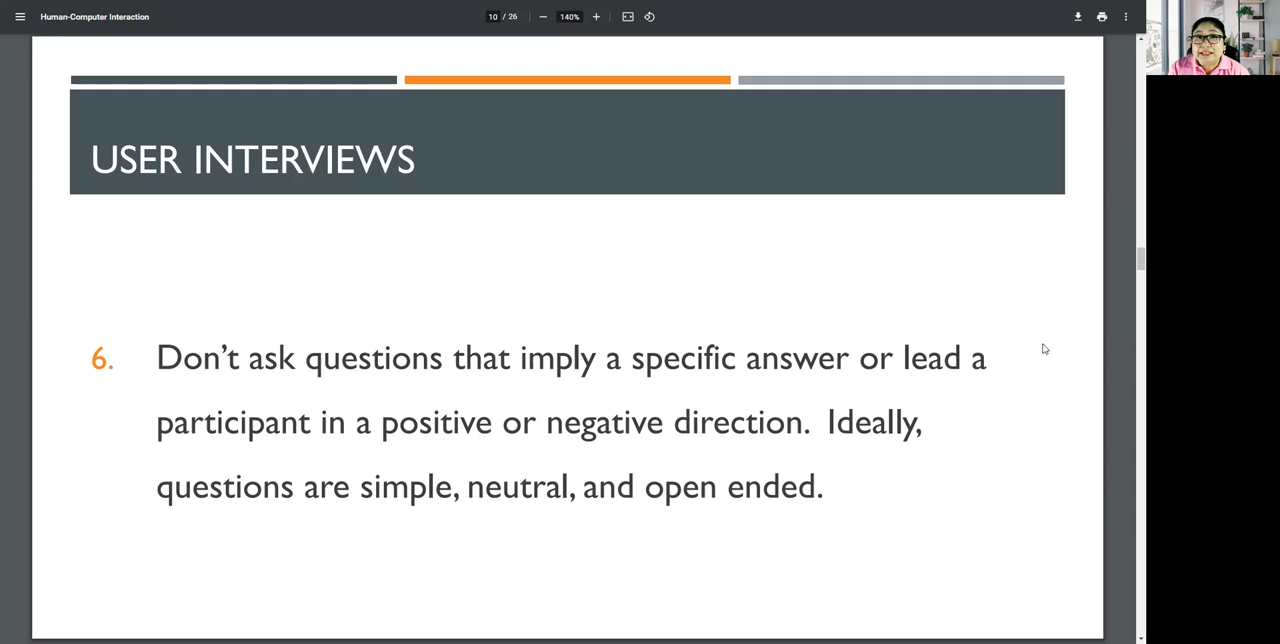 Human-Computer Interaction
10 / 26
140%
USER INTERVIEWS
6. Don't ask questions that imply a specific answer or lead a
participant in a positive or negative direction.  Ideally,
questions are simple, neutral, and open ended.